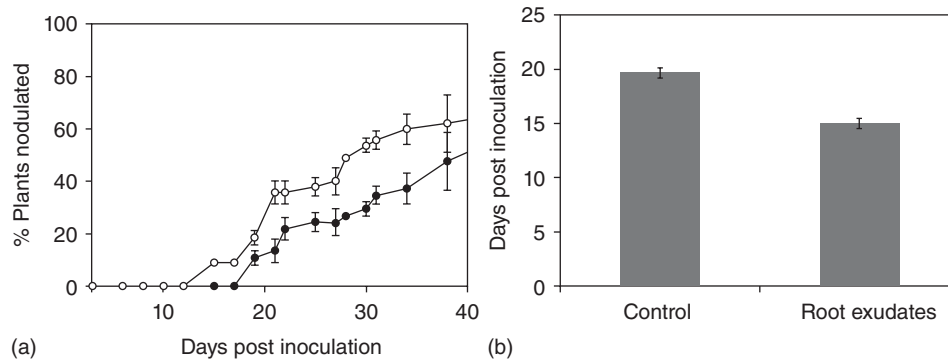 100
80
60
40
20
0
% Plants nodulated
10 20 30 40
Days post inoculation
(a)
25
20
15
10
5
0
Days post inoculation
Control Root exudates
(b)